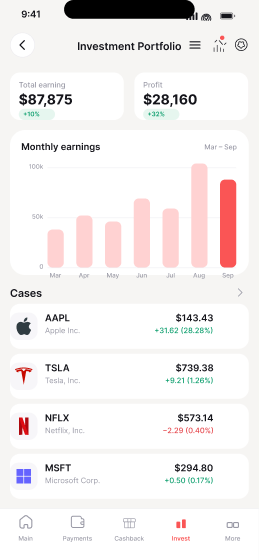 9:41
Investment Portfolio
Total earning
$87,875
+10%
Profit
$28,160
+32%
Monthly earnings
Mar – Sep
100k
50k
0
Mar Apr May Jun Jul Aug Sep
Cases
AAPL $143.43
Apple Inc. +31.62 (28.28%)
TSLA $739.38
Tesla, Inc. +9.21 (1.26%)
NFLX $573.14
Netflix, Inc. −2.29 (0.40%)
MSFT $294.80
Microsoft Corp. +0.50 (0.17%)
Main Payments Cashback Invest More